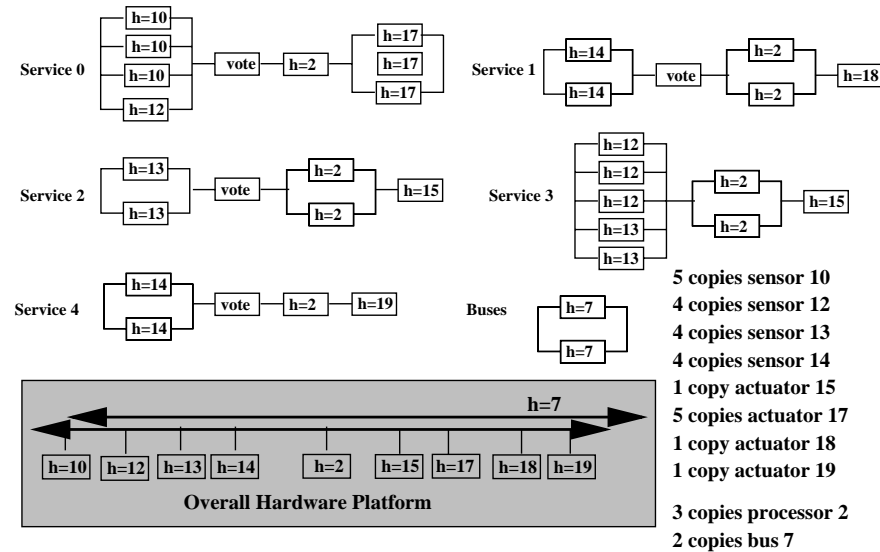 Service 0
h=10
h=10
h=10
h=12
vote
h=2
h=17
h=17
h=17
Service 1
h=14
h=14
vote
h=2
h=2
h=18
Service 2
h=13
h=13
vote
h=2
h=2
h=15
Service 3
h=12
h=12
h=12
h=13
h=13
h=2
h=2
h=15
Service 4
h=14
h=14
vote
h=2
h=19
Buses
h=7
h=7
5 copies sensor 10
4 copies sensor 12
4 copies sensor 13
4 copies sensor 14
1 copy actuator 15
5 copies actuator 17
1 copy actuator 18
1 copy actuator 19
3 copies processor 2
2 copies bus 7
h=7
h=10
h=12
h=13
h=14
h=2
h=15
h=17
h=18
h=19
Overall Hardware Platform